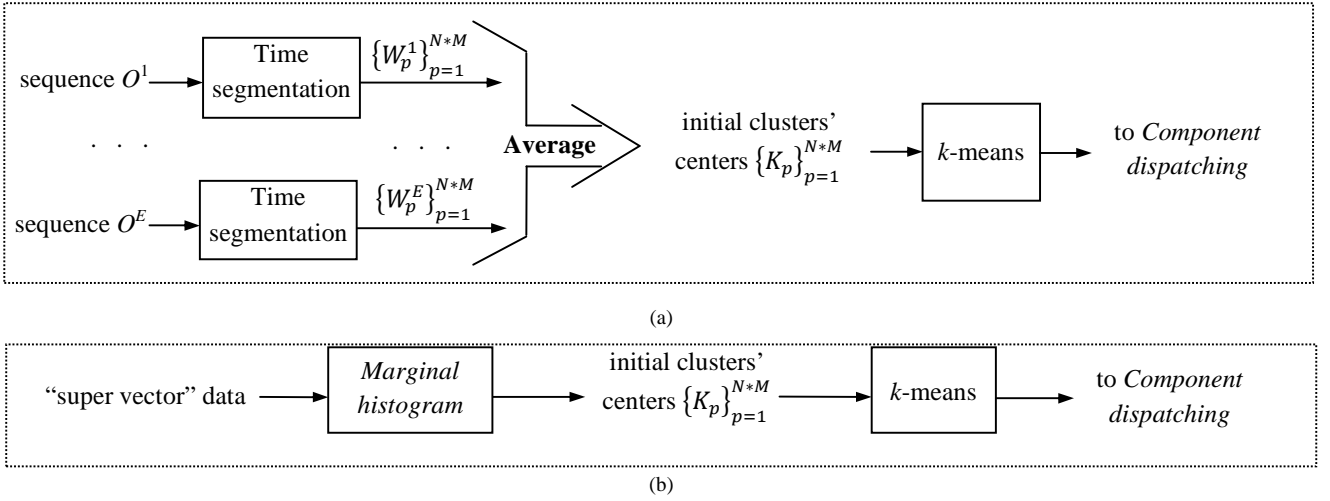 sequence O¹
Time
segmentation
{W_p^1}_{p=1}^{N*M}
. . .
. . .
sequence O^E
Time
segmentation
{W_p^E}_{p=1}^{N*M}
Average
initial clusters’
centers {K_p}_{p=1}^{N*M}
k-means
to Component
dispatching
(a)
“super vector” data
Marginal
histogram
initial clusters’
centers {K_p}_{p=1}^{N*M}
k-means
to Component
dispatching
(b)